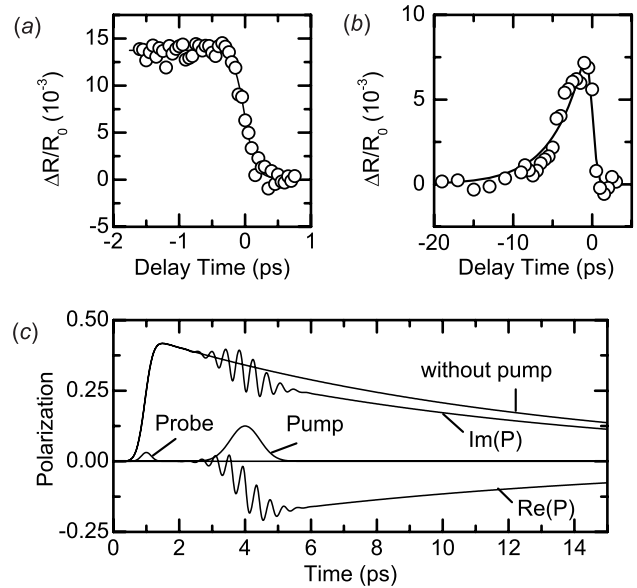 (a)
15
10
5
0
-5
ΔR/R0 (10-3)
-2 -1 0 1
Delay Time (ps)
(b)
10
5
0
ΔR/R0 (10-3)
-20 -10 0
Delay Time (ps)
(c)
0.50
0.25
0.00
-0.25
Polarization
without pump
Im(P)
Probe
Pump
Re(P)
0 2 4 6 8 10 12 14
Time (ps)